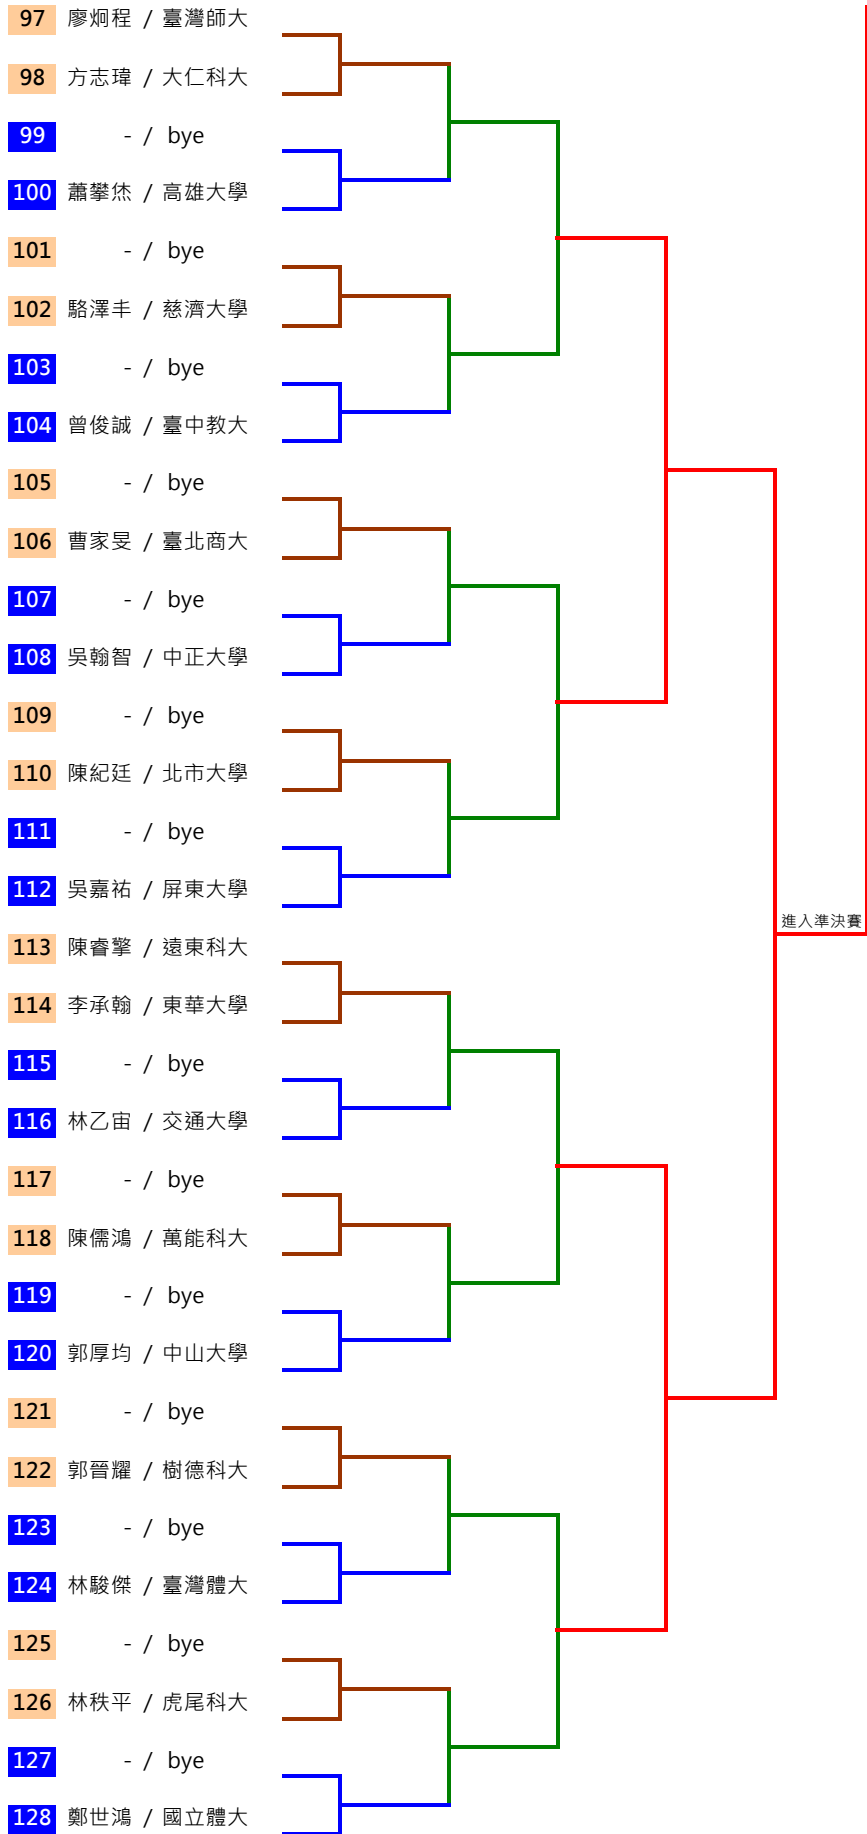 97 廖炯程 / 臺灣師大
98 方志瑋 / 大仁科大
99 - / bye
100 蕭攀烋 / 高雄大學
101 - / bye
102 駱澤丰 / 慈濟大學
103 - / bye
104 曾俊誠 / 臺中教大
105 - / bye
106 曹家旻 / 臺北商大
107 - / bye
108 吳翰智 / 中正大學
109 - / bye
110 陳紀廷 / 北市大學
111 - / bye
112 吳嘉祐 / 屏東大學
進入準決賽
113 陳睿擎 / 遠東科大
114 李承翰 / 東華大學
115 - / bye
116 林乙宙 / 交通大學
117 - / bye
118 陳儒鴻 / 萬能科大
119 - / bye
120 郭厚均 / 中山大學
121 - / bye
122 郭晉耀 / 樹德科大
123 - / bye
124 林駿傑 / 臺灣體大
125 - / bye
126 林秩平 / 虎尾科大
127 - / bye
128 鄭世鴻 / 國立體大